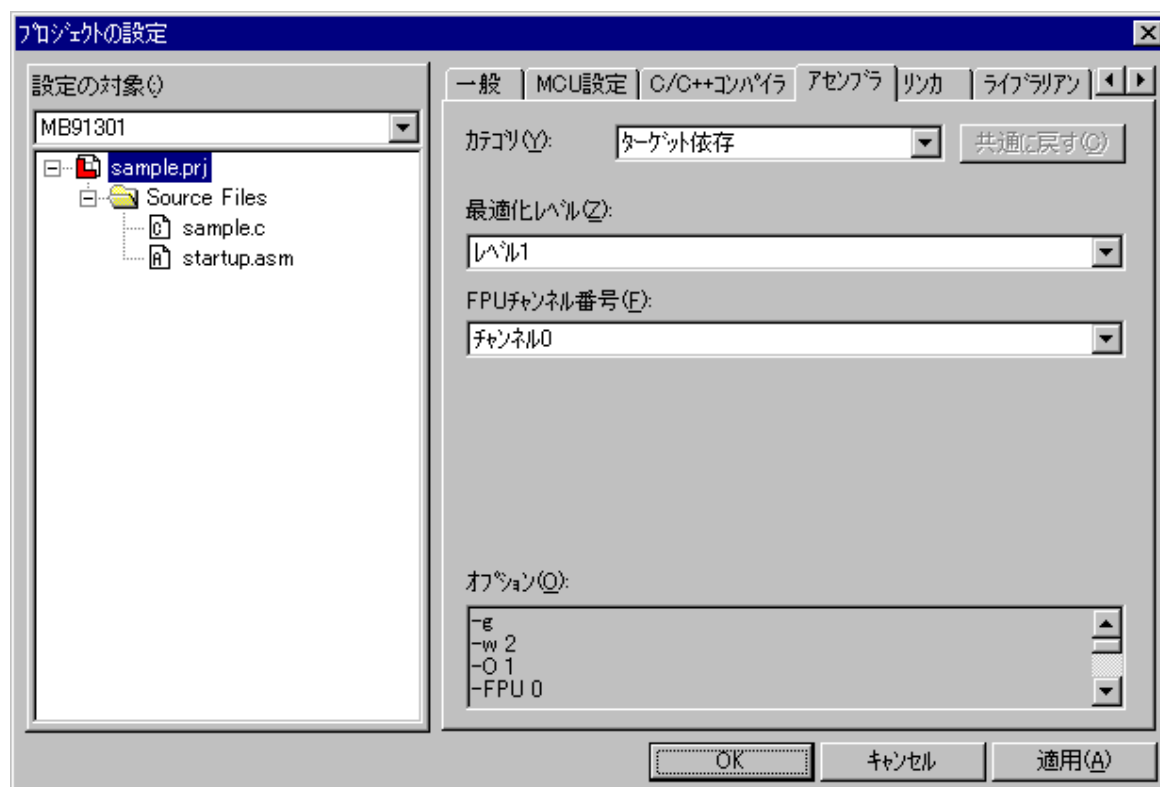 プロジェクトの設定
設定の対象():
MB91301
sample.prj
Source Files
sample.c
startup.asm
一般 MCU設定 C/C++コンパイラ アセンブラ リンカ ライブラリアン
カテゴリ(Y): ターゲット依存 共通に戻す(C)
最適化レベル(Z):
レベル1
FPUチャンネル番号(F):
チャンネル0
オプション(O):
-g
-w 2
-O 1
-FPU 0
OK キャンセル 適用(A)